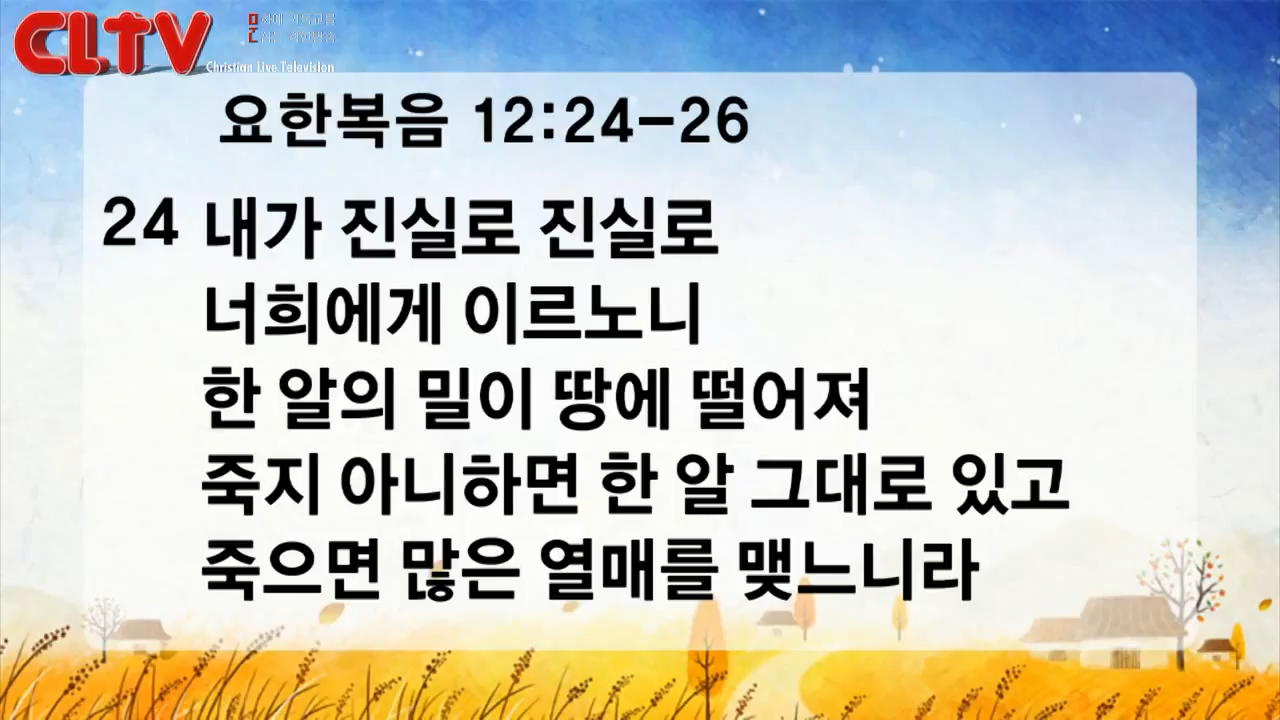 CLTV
Christian Live Television
요한복음 12:24-26
24 내가 진실로 진실로
너희에게 이르노니
한 알의 밀이 땅에 떨어져
죽지 아니하면 한 알 그대로 있고
죽으면 많은 열매를 맺느니라